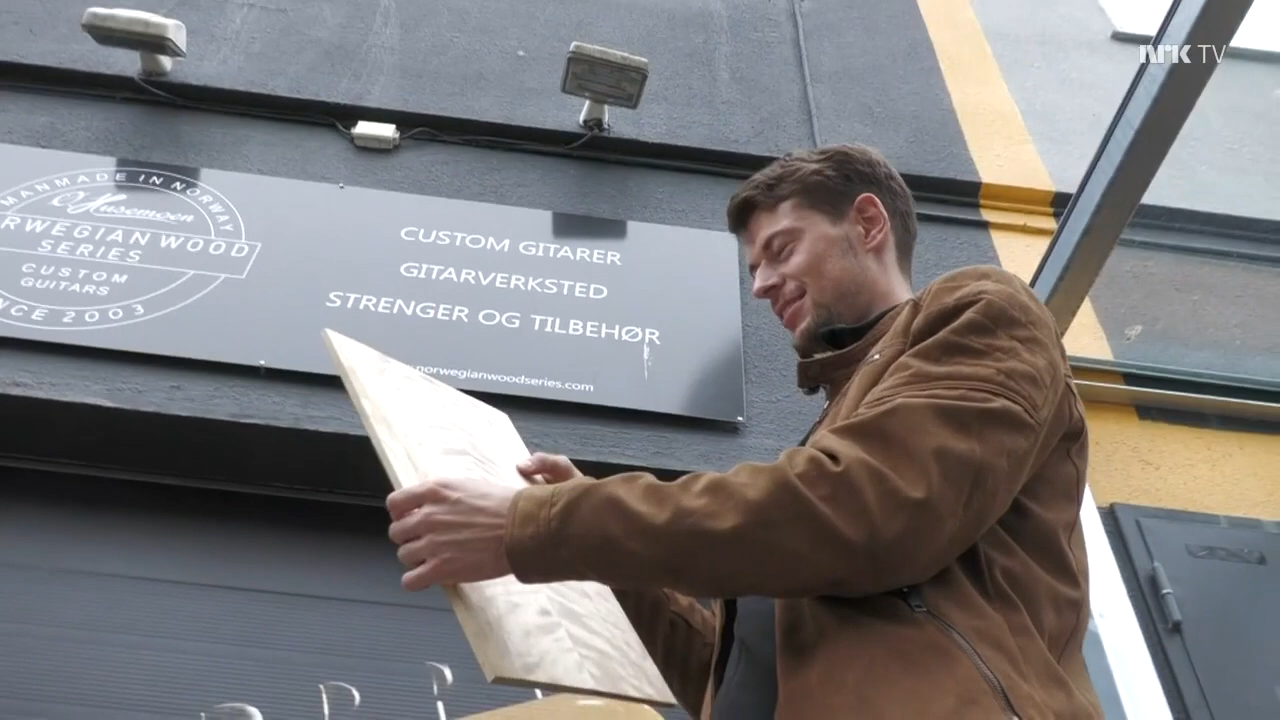 nrk TV
MANMADE IN NORWAY
O. Husemoen
RWEGIAN WOOD
SERIES
CUSTOM
GUITARS
NCE 2003
CUSTOM GITARER
GITARVERKSTED
STRENGER OG TILBEHØR
norwegianwoodseries.com